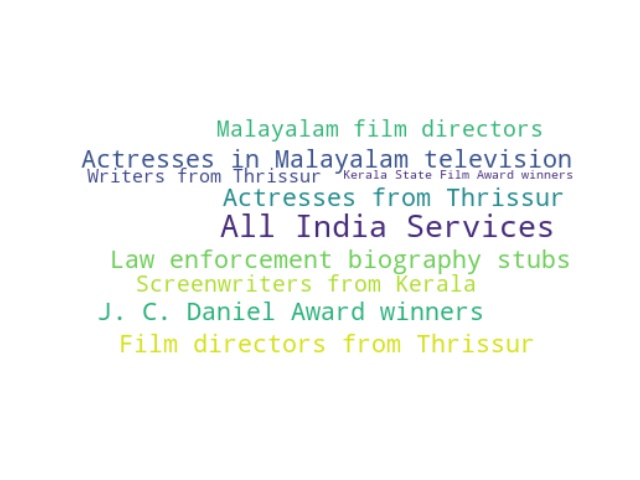 Malayalam film directors
Actresses in Malayalam television
Writers from Thrissur
Kerala State Film Award winners
Actresses from Thrissur
All India Services
Law enforcement biography stubs
Screenwriters from Kerala
J. C. Daniel Award winners
Film directors from Thrissur